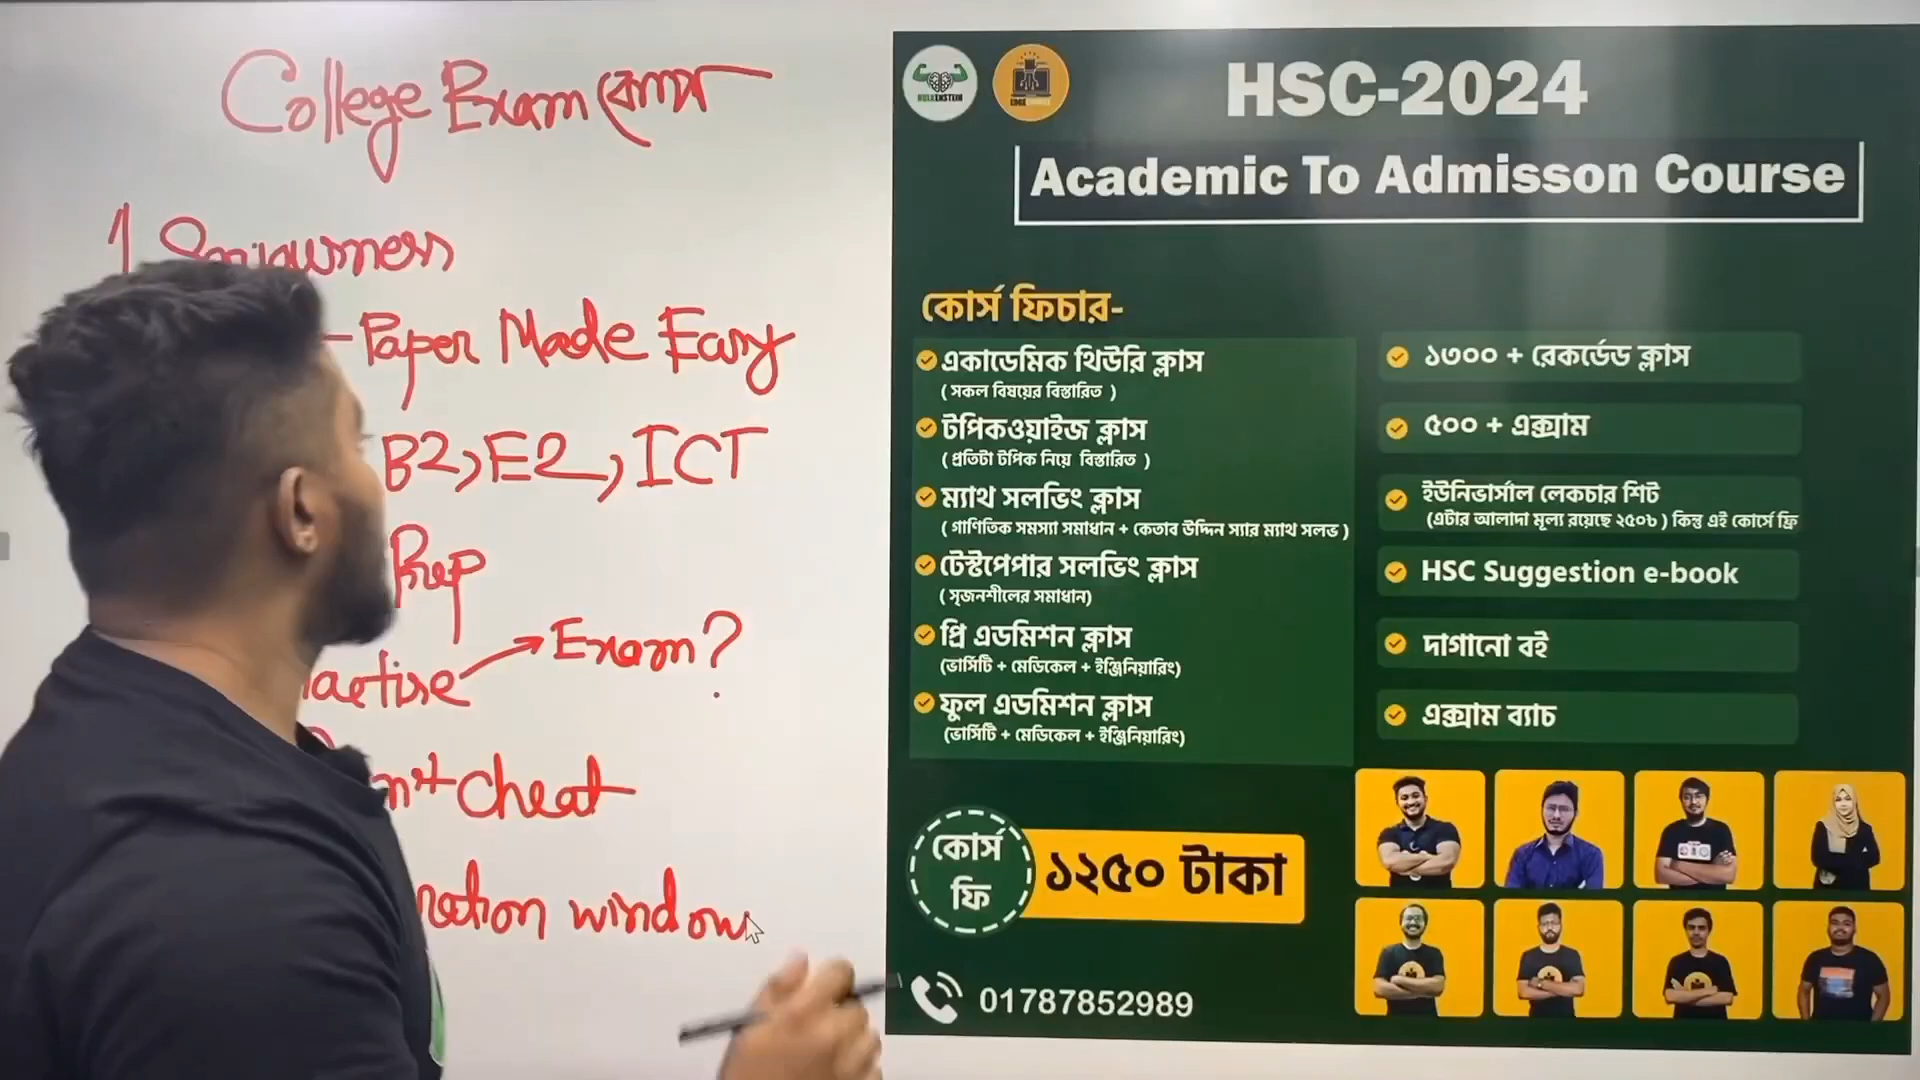 College Exam কেন্দ্র
1
Paper Made Easy
B2, E2, ICT
Prep
Exam?
+ cheat
window
HULKENSTEIN
HSC-2024
Academic To Admisson Course
কোর্স ফিচার-
একাডেমিক থিউরি ক্লাস
( সকল বিষয়ের বিস্তারিত )
টপিকওয়াইজ ক্লাস
( প্রতিটা টপিক নিয়ে বিস্তারিত )
ম্যাথ সলভিং ক্লাস
( গাণিতিক সমস্যা সমাধান + কেতাব উদ্দিন স্যার ম্যাথ সলভ )
টেস্টপেপার সলভিং ক্লাস
( সৃজনশীলের সমাধান)
প্রি এডমিশন ক্লাস
(ভার্সিটি + মেডিকেল + ইঞ্জিনিয়ারিং)
ফুল এডমিশন ক্লাস
(ভার্সিটি + মেডিকেল + ইঞ্জিনিয়ারিং)
১৩০০ + রেকর্ডেড ক্লাস
৫০০ + এক্সাম
ইউনিভার্সাল লেকচার শিট
(এটার আলাদা মূল্য রয়েছে ২৫০৳ ) কিন্তু এই কোর্সে ফ্রি
HSC Suggestion e-book
দাগানো বই
এক্সাম ব্যাচ
কোর্স
ফি
১২৫০ টাকা
01787852989